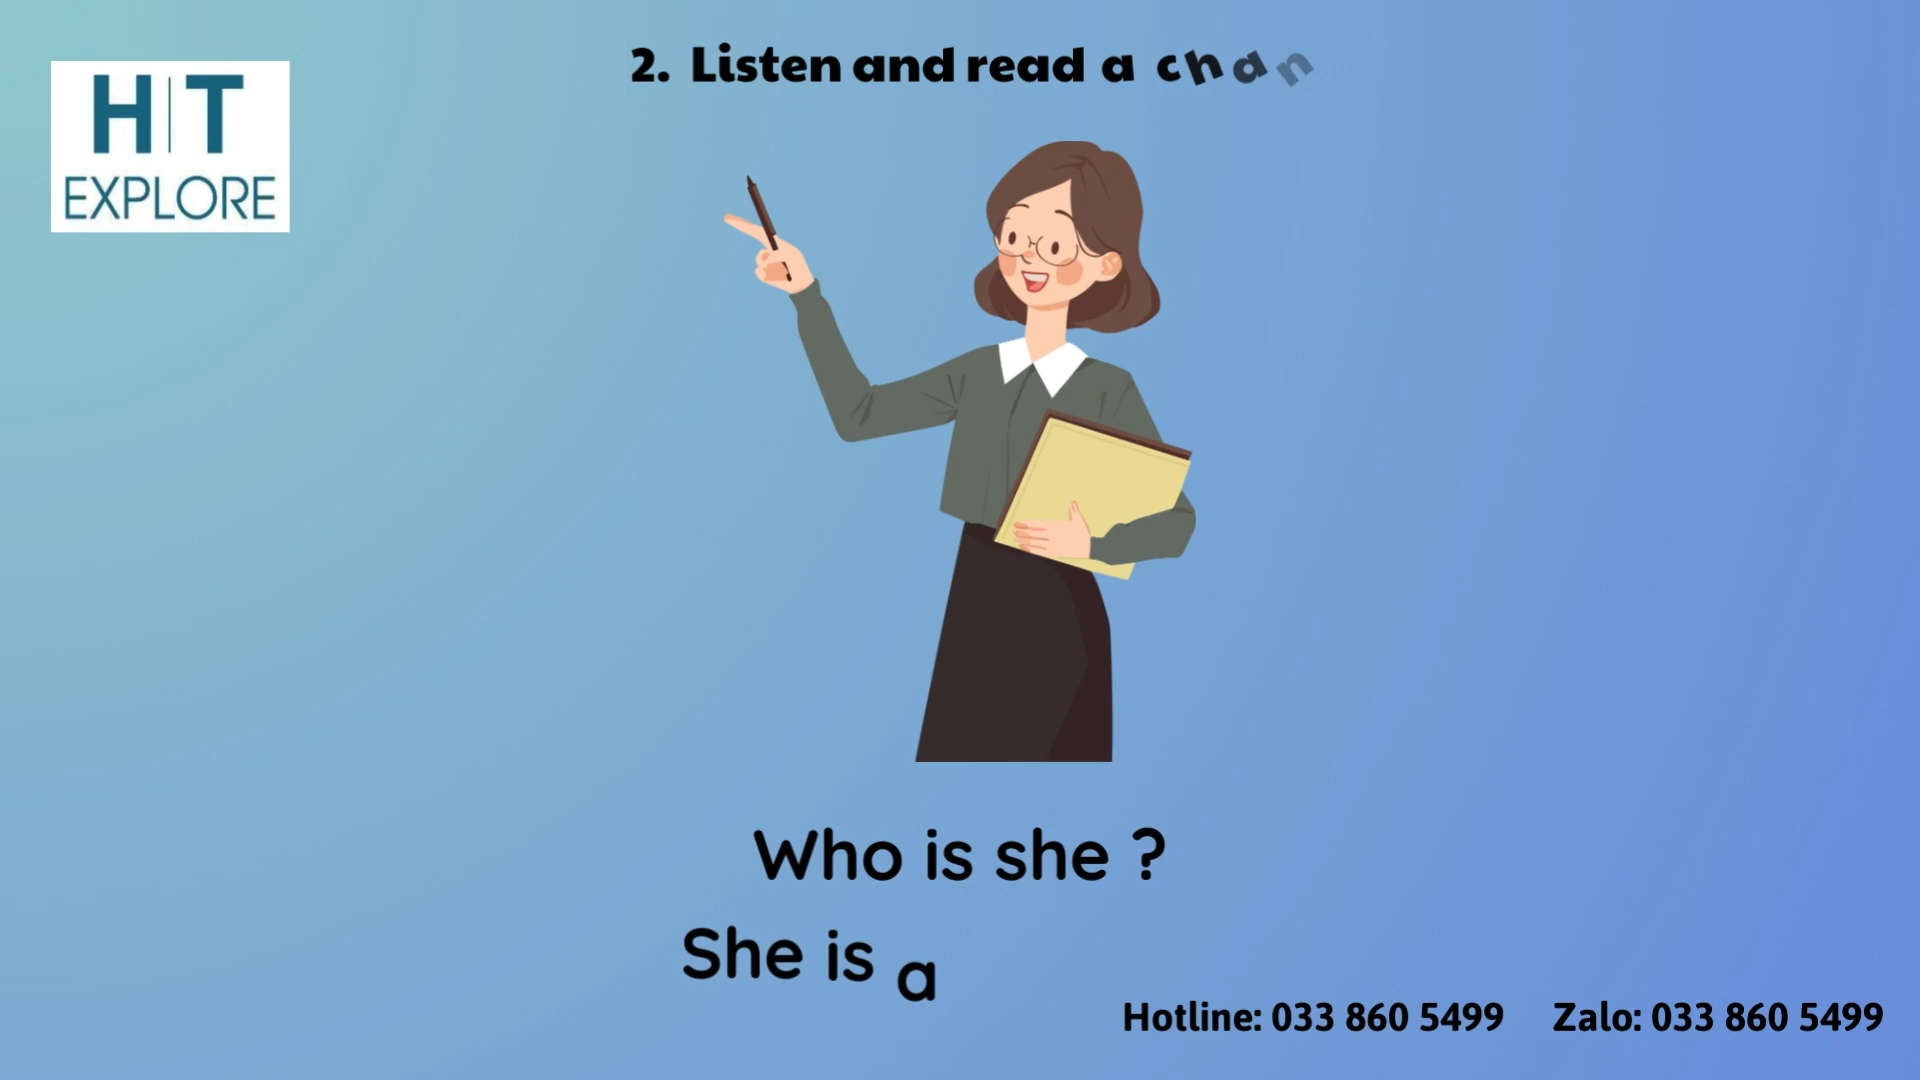 2. Listen and read a chan
H|T
EXPLORE
Who is she ?
She is a
Hotline: 033 860 5499 Zalo: 033 860 5499